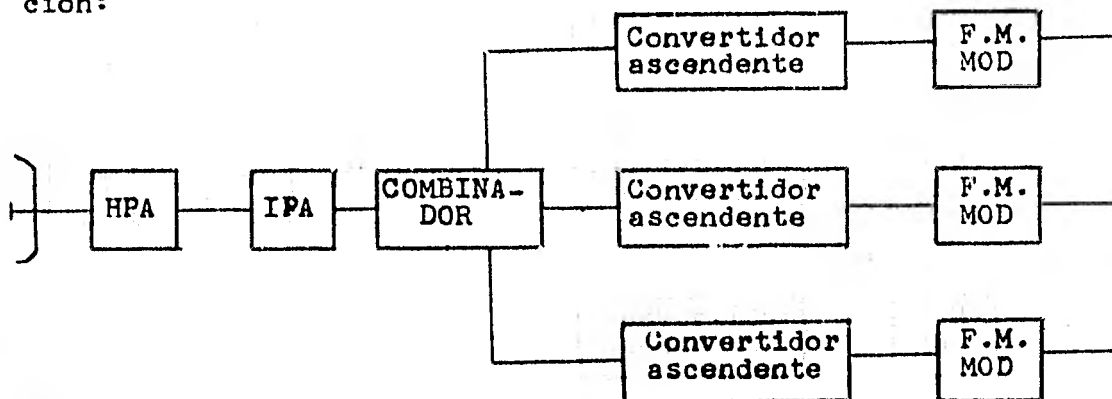 ción:
Convertidor
ascendente
F.M.
MOD
HPA
IPA
COMBINA-
DOR
Convertidor
ascendente
F.M.
MOD
Convertidor
ascendente
F.M.
MOD